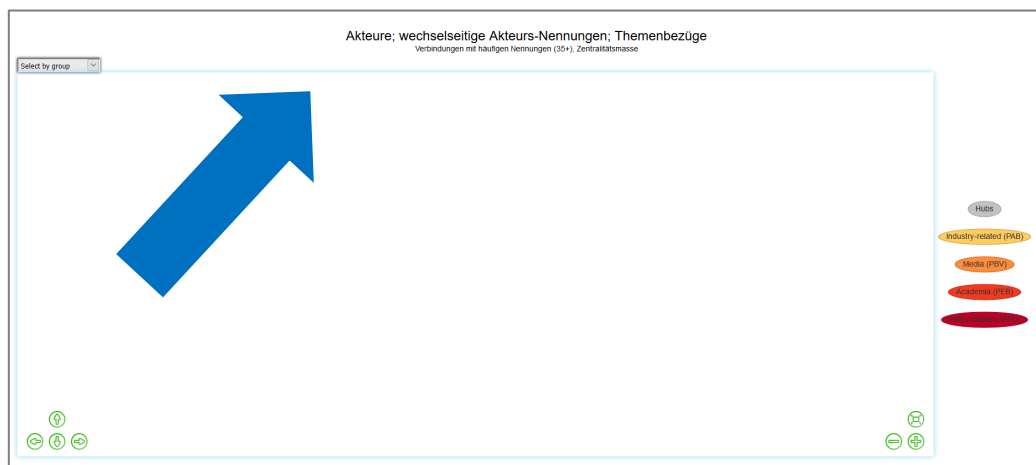 Akteure; wechselseitige Akteurs-Nennungen; Themenbezüge
Verbindungen mit häufigen Nennungen (35+), Zentralitätsmasse
Select by group
Hubs
Industry-related (PAB)
Media (PBV)
Academia (PEB)